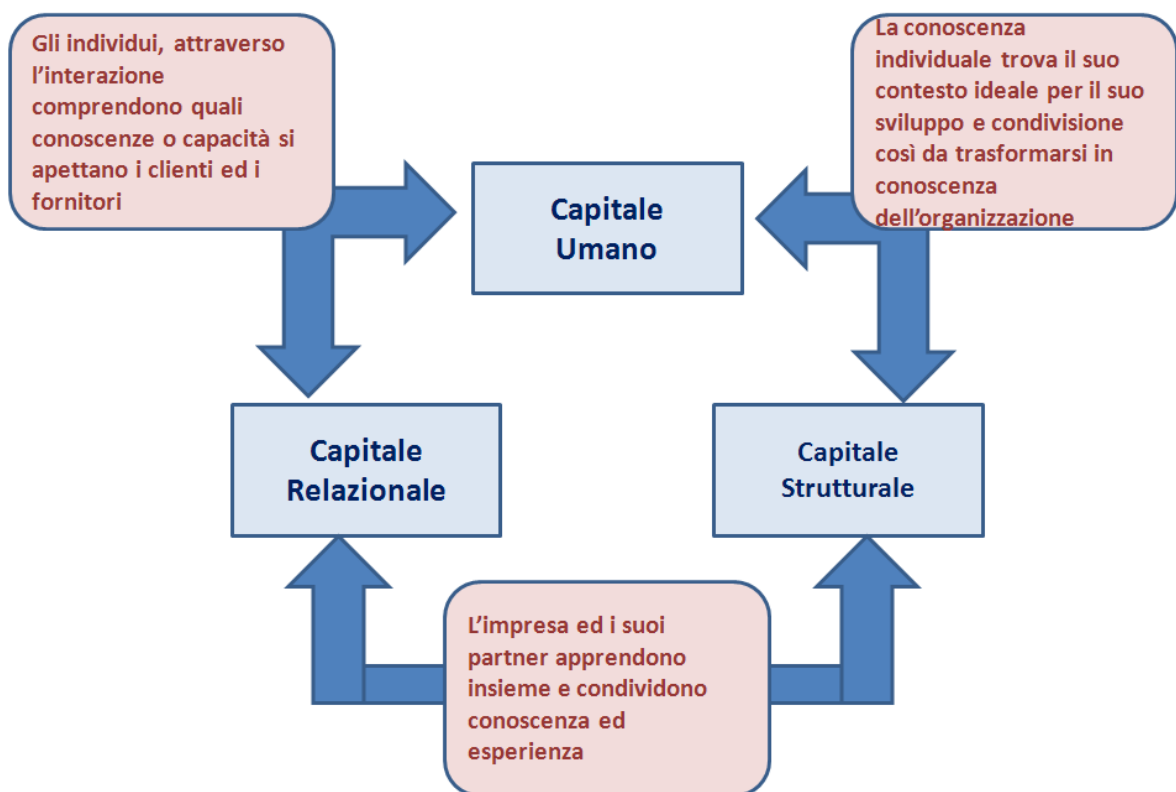 Gli individui, attraverso
l'interazione
comprendono quali
conoscenze o capacità si
apettano i clienti ed i
fornitori
La conoscenza
individuale trova il suo
contesto ideale per il suo
sviluppo e condivisione
così da trasformarsi in
conoscenza
dell'organizzazione
Capitale
Umano
Capitale
Relazionale
Capitale
Strutturale
L'impresa ed i suoi
partner apprendono
insieme e condividono
conoscenza ed
esperienza